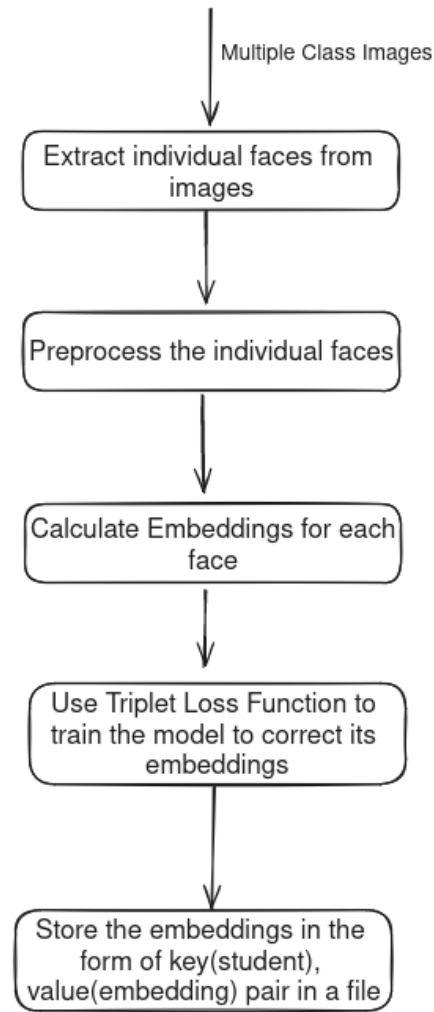 Multiple Class Images
Extract individual faces from
images
Preprocess the individual faces
Calculate Embeddings for each
face
Use Triplet Loss Function to
train the model to correct its
embeddings
Store the embeddings in the
form of key(student),
value(embedding) pair in a file